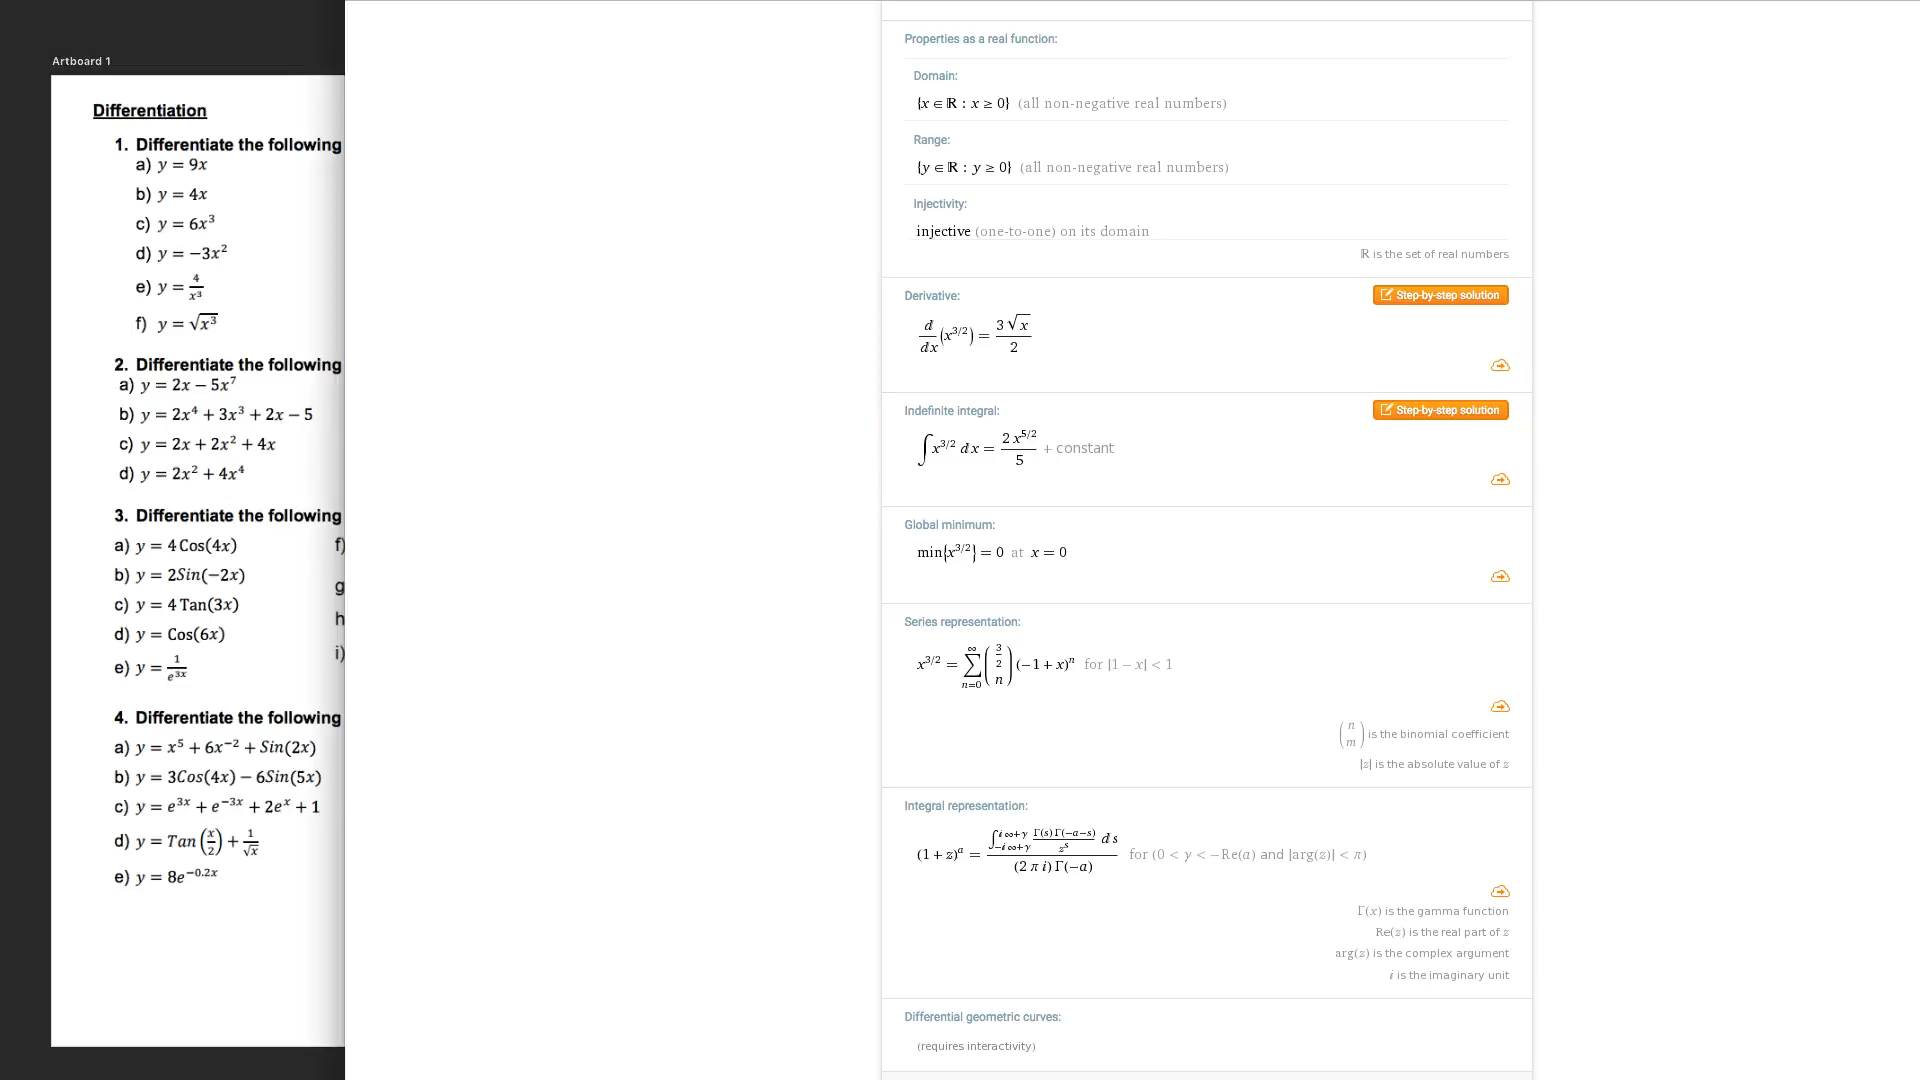 Artboard 1
Differentiation
1. Differentiate the following
a) y = 9x
b) y = 4x
c) y = 6x³
d) y = −3x²
e) y = 4/x³
f) y = √x³
2. Differentiate the following
a) y = 2x − 5x⁷
b) y = 2x⁴ + 3x³ + 2x − 5
c) y = 2x + 2x² + 4x
d) y = 2x² + 4x⁴
3. Differentiate the following
a) y = 4 Cos(4x)
f)
b) y = 2Sin(−2x)
g
c) y = 4 Tan(3x)
h
d) y = Cos(6x)
i)
e) y = 1/e^(3x)
4. Differentiate the following
a) y = x⁵ + 6x⁻² + Sin(2x)
b) y = 3Cos(4x) − 6Sin(5x)
c) y = e^(3x) + e^(−3x) + 2e^x + 1
d) y = Tan(x/2) + 1/√x
e) y = 8e^(−0.2x)
Properties as a real function:
Domain:
{x ∈ ℝ : x ≥ 0} (all non-negative real numbers)
Range:
{y ∈ ℝ : y ≥ 0} (all non-negative real numbers)
Injectivity:
injective (one-to-one) on its domain
ℝ is the set of real numbers
Derivative:
Step-by-step solution
d/dx (x^(3/2)) = 3√x / 2
Indefinite integral:
Step-by-step solution
∫ x^(3/2) dx = 2 x^(5/2) / 5 + constant
Global minimum:
min{x^(3/2)} = 0 at x = 0
Series representation:
x^(3/2) = ∑_(n=0)^∞ (3/2 n) (−1 + x)^n for |1 − x| < 1
(n m) is the binomial coefficient
|z| is the absolute value of z
Integral representation:
(1 + z)^a = ∫_(−i ∞+γ)^(i ∞+γ) Γ(s) Γ(−a−s) / z^s ds / (2 π i) Γ(−a) for (0 < γ < −Re(a) and |arg(z)| < π)
Γ(x) is the gamma function
Re(z) is the real part of z
arg(z) is the complex argument
i is the imaginary unit
Differential geometric curves:
(requires interactivity)